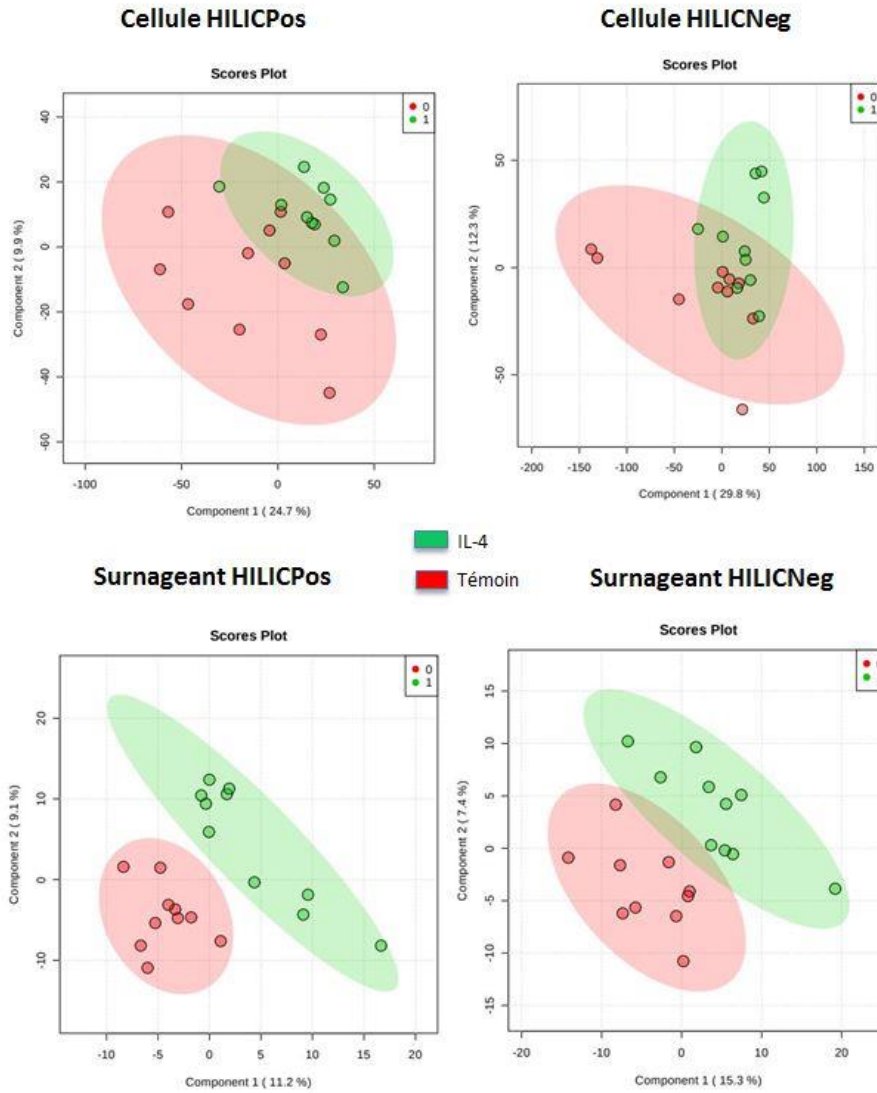 Cellule HILICPos
Cellule HILICNeg
Scores Plot
0
1
40
20
0
-20
-40
-60
Component 2 ( 9.9 %)
-100
-50
0
50
Component 1 ( 24.7 %)
Scores Plot
0
1
50
0
-50
Component 2 ( 12.3 %)
-200
-150
-100
-50
0
50
100
150
Component 1 ( 29.8 %)
IL-4
Témoin
Surnageant HILICPos
Surnageant HILICNeg
Scores Plot
0
1
20
10
0
-10
Component 2 ( 9.1 %)
-10
-5
0
5
10
15
20
Component 1 ( 11.2 %)
Scores Plot
15
10
5
0
-5
-10
-15
Component 2 ( 7.4 %)
-20
-10
0
10
20
Component 1 ( 15.3 %)